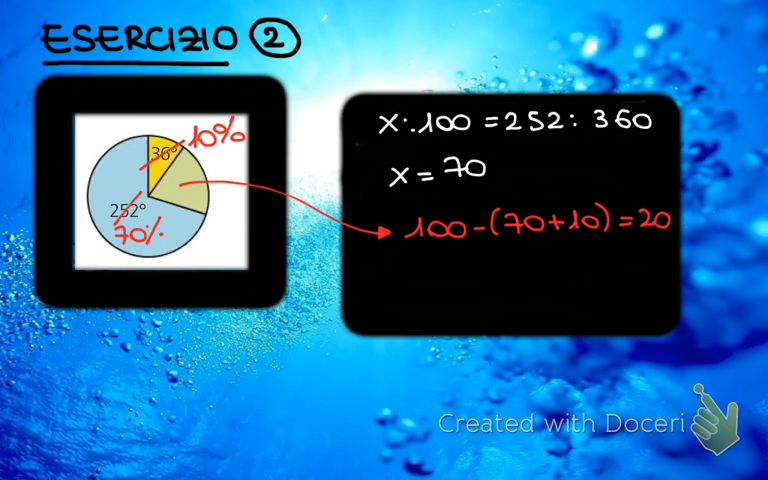 ESERCIZIO 2
36° 10%
252°
70%
x:100 = 252: 360
x = 70
100-(70+10)=20
Created with Doceri